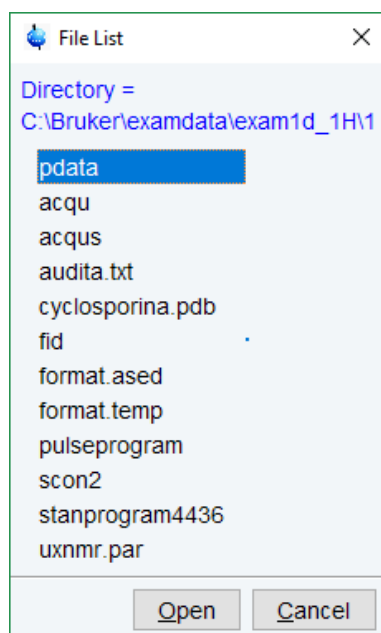 File List
Directory =
C:\Bruker\examdata\exam1d_1H\1
pdata
acqu
acqus
audita.txt
cyclosporina.pdb
fid
format.ased
format.temp
pulseprogram
scon2
stanprogram4436
uxnmr.par
Open Cancel